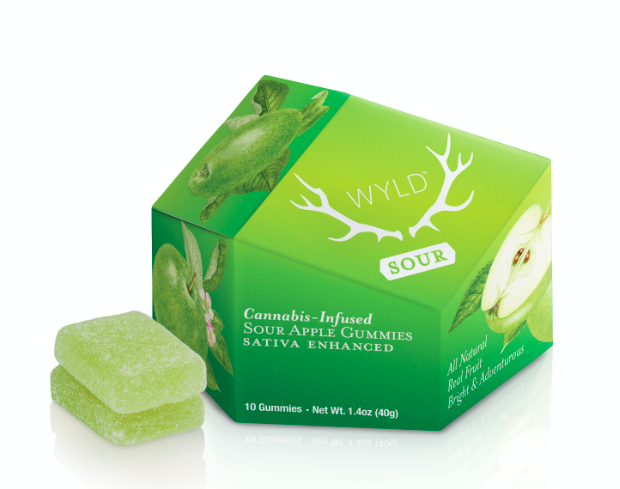 WYLD™
SOUR
Cannabis-Infused
SOUR APPLE GUMMIES
SATIVA ENHANCED
10 Gummies • Net Wt. 1.4oz (40g)
All Natural
Real Fruit
Bright & Adventurous